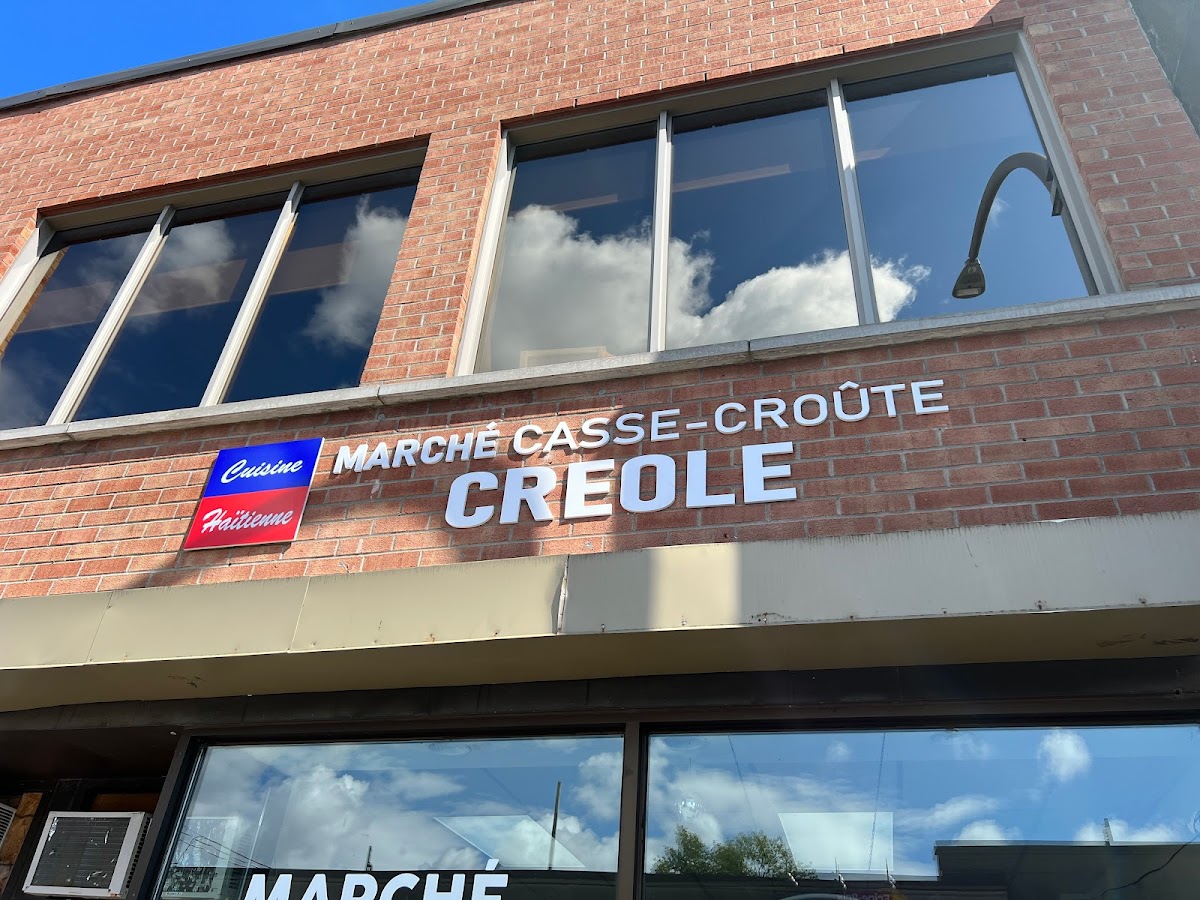 Cuisine
Haïtienne
MARCHÉ CASSE-CROÛTE
CREOLE
MARCHÉ